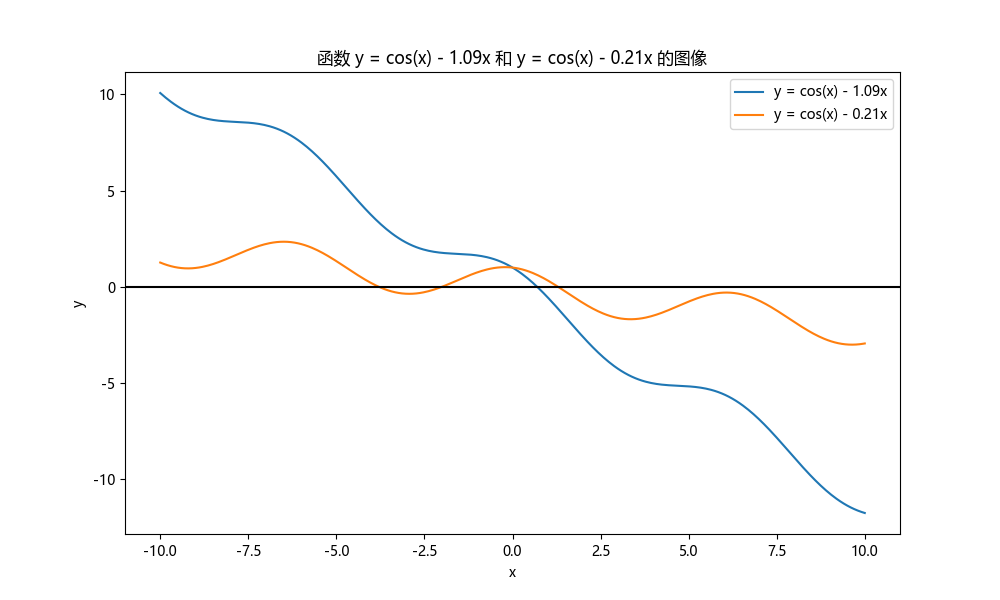 函数 y = cos(x) - 1.09x 和 y = cos(x) - 0.21x 的图像
y = cos(x) - 1.09x
y = cos(x) - 0.21x
10
5
0
-5
-10
y
-10.0 -7.5 -5.0 -2.5 0.0 2.5 5.0 7.5 10.0
x